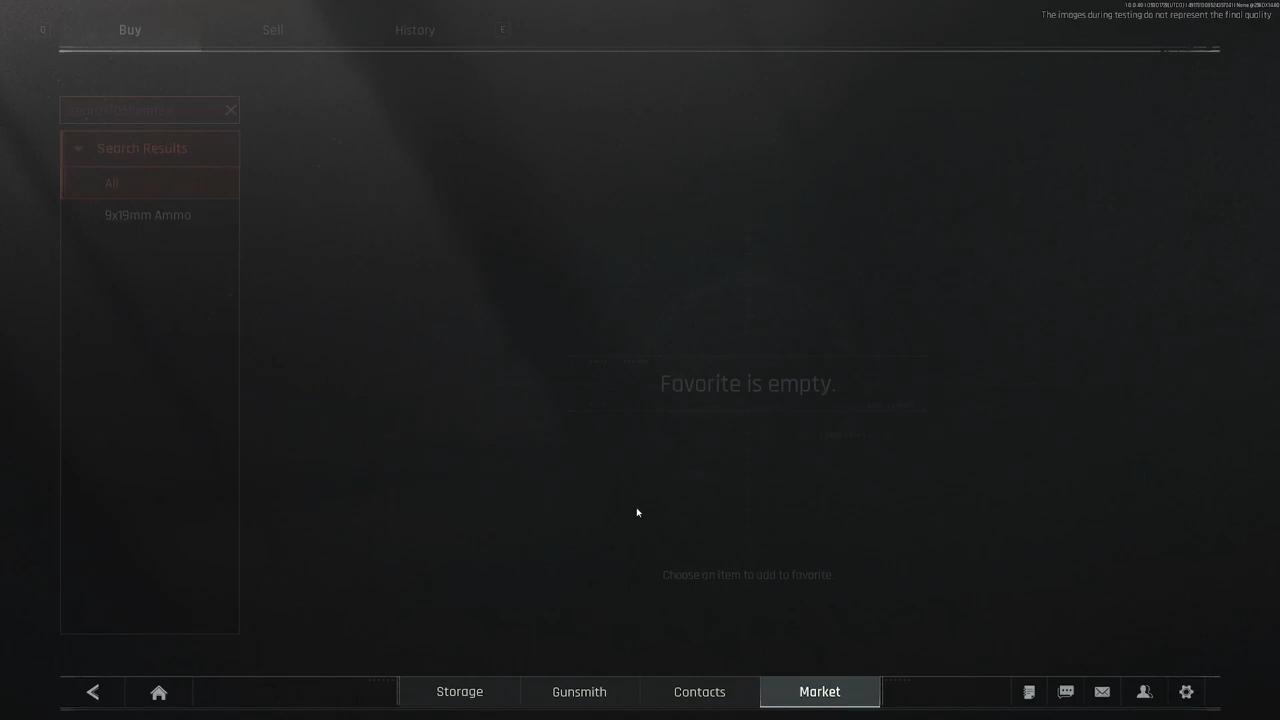 The images during testing do not represent the final quality
Q
Buy
Sell
History
E
Search Results
All
9x19mm Ammo
Favorite is empty.
Choose an item to add to favorite
Storage
Gunsmith
Contacts
Market